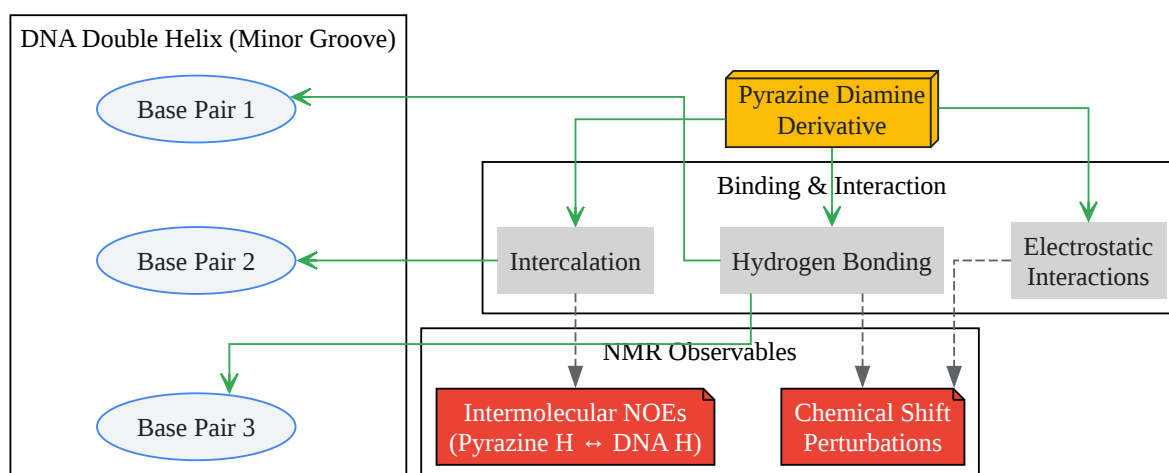 DNA Double Helix (Minor Groove)
Base Pair 1
Pyrazine Diamine
Derivative
Binding & Interaction
Base Pair 2
Intercalation
Hydrogen Bonding
Electrostatic
Interactions
NMR Observables
Base Pair 3
Intermolecular NOEs
(Pyrazine H ↔ DNA H)
Chemical Shift
Perturbations